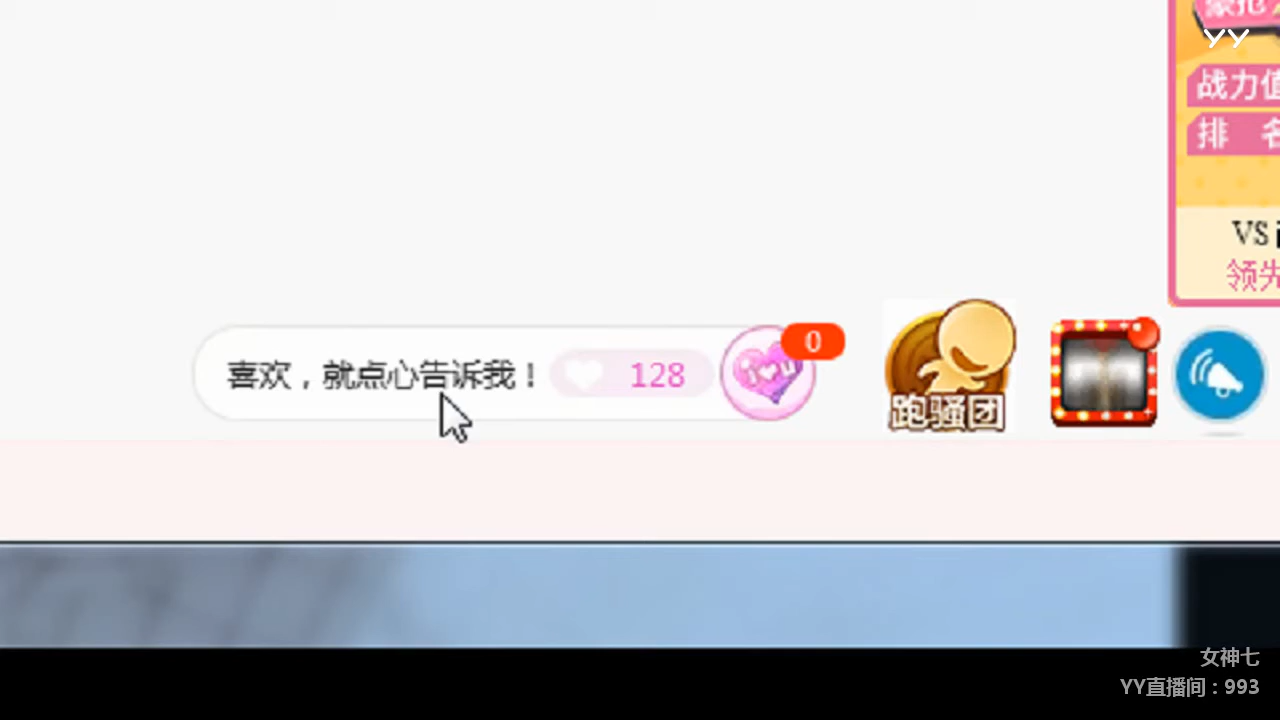 YY
战力值
排 名
VS
领先
喜欢，就点心告诉我！
128
i❤u
0
跑骚团
女神七
YY直播间：993